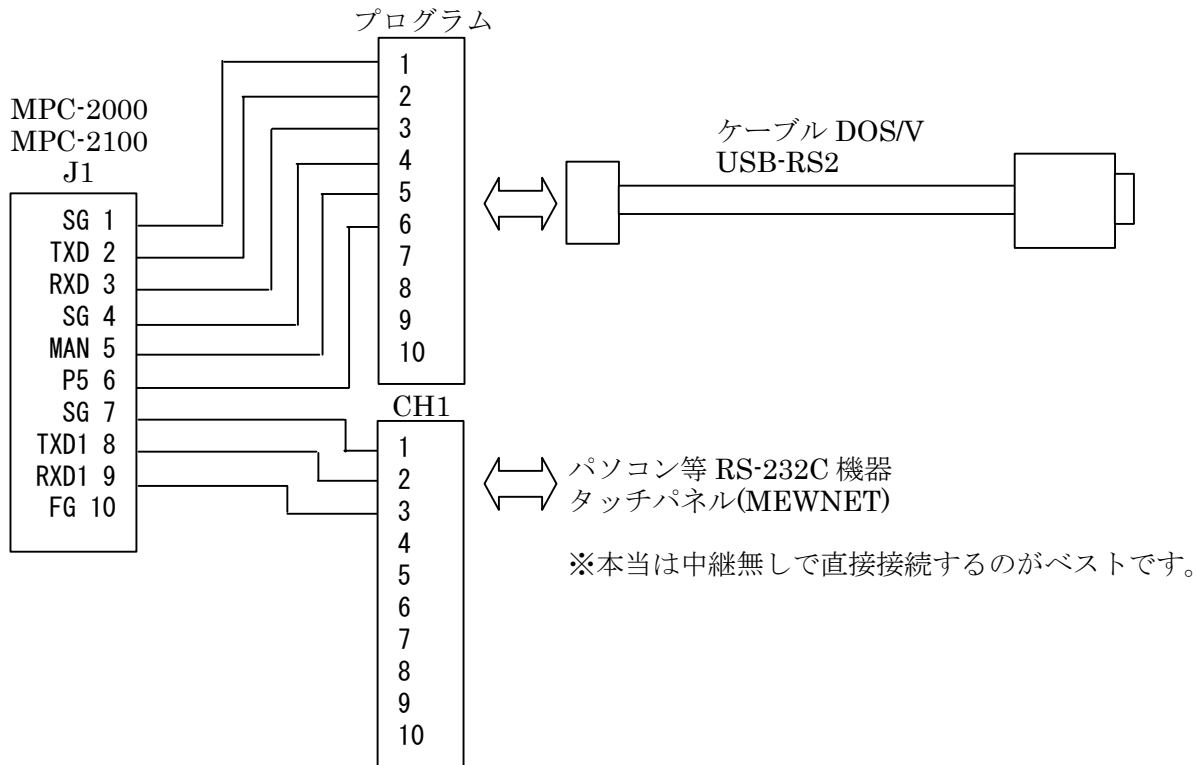 プログラム
1
2
3
4
5
6
7
8
9
10
MPC-2000
MPC-2100
J1
SG 1
TXD 2
RXD 3
SG 4
MAN 5
P5 6
SG 7
TXD1 8
RXD1 9
FG 10
ケーブル DOS/V
USB-RS2
CH1
1
2
3
4
5
6
7
8
9
10
パソコン等 RS-232C 機器
タッチパネル(MEWNET)
※本当は中継無しで直接接続するのがベストです。